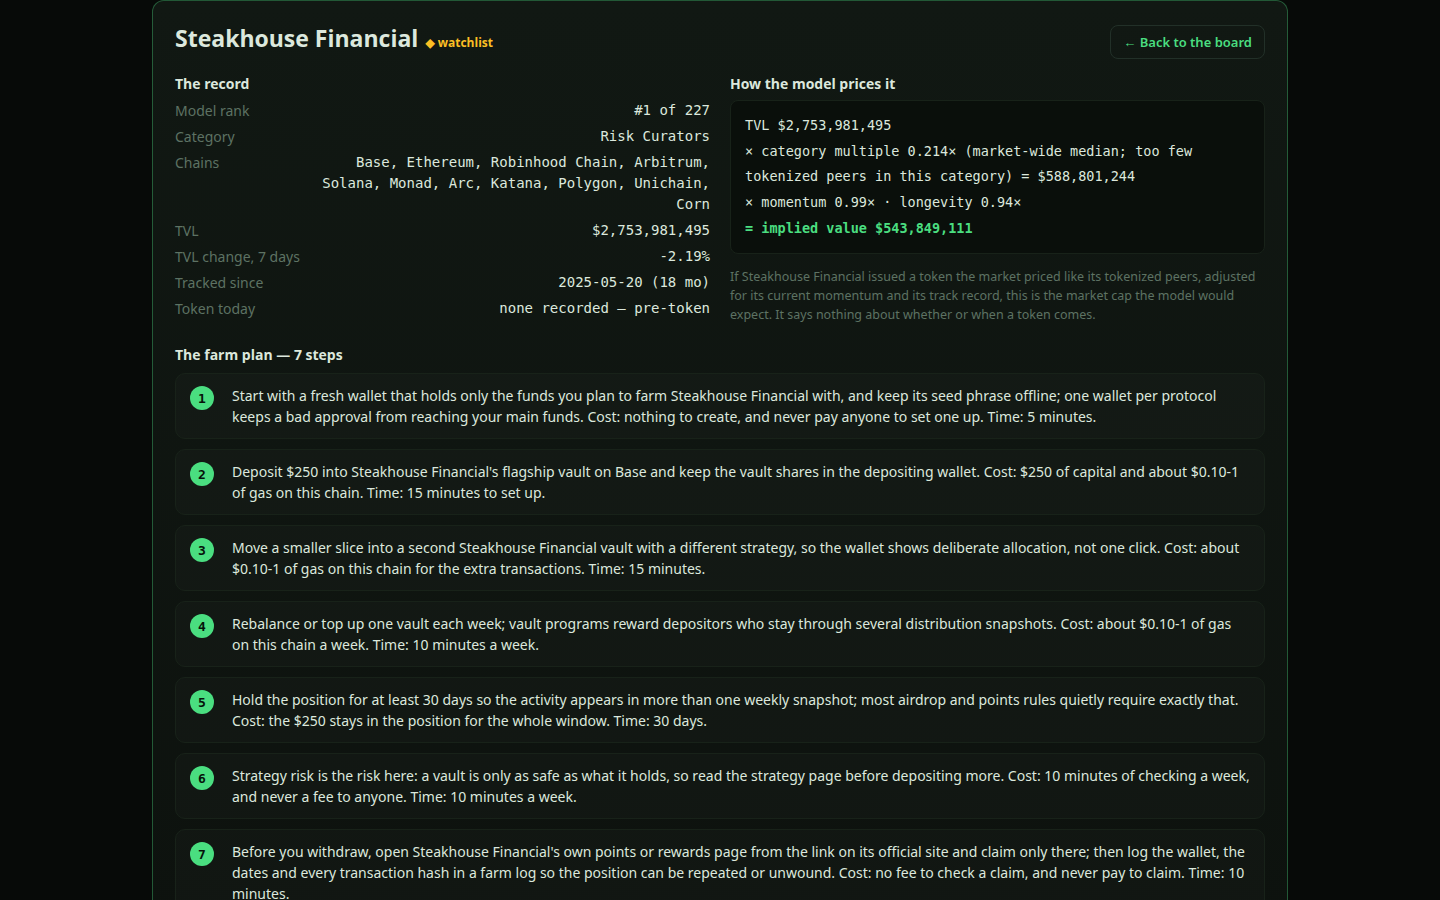 Steakhouse Financial ◆ watchlist
← Back to the board
The record
Model rank #1 of 227
Category Risk Curators
Chains Base, Ethereum, Robinhood Chain, Arbitrum,
Solana, Monad, Arc, Katana, Polygon, Unichain,
Corn
TVL $2,753,981,495
TVL change, 7 days -2.19%
Tracked since 2025-05-20 (18 mo)
Token today none recorded — pre-token
How the model prices it
TVL $2,753,981,495
× category multiple 0.214× (market-wide median; too few
tokenized peers in this category) = $588,801,244
× momentum 0.99× · longevity 0.94×
= implied value $543,849,111
If Steakhouse Financial issued a token the market priced like its tokenized peers, adjusted
for its current momentum and its track record, this is the market cap the model would
expect. It says nothing about whether or when a token comes.
The farm plan — 7 steps
1 Start with a fresh wallet that holds only the funds you plan to farm Steakhouse Financial with, and keep its seed phrase offline; one wallet per protocol
keeps a bad approval from reaching your main funds. Cost: nothing to create, and never pay anyone to set one up. Time: 5 minutes.
2 Deposit $250 into Steakhouse Financial's flagship vault on Base and keep the vault shares in the depositing wallet. Cost: $250 of capital and about $0.10-1
of gas on this chain. Time: 15 minutes to set up.
3 Move a smaller slice into a second Steakhouse Financial vault with a different strategy, so the wallet shows deliberate allocation, not one click. Cost: about
$0.10-1 of gas on this chain for the extra transactions. Time: 15 minutes.
4 Rebalance or top up one vault each week; vault programs reward depositors who stay through several distribution snapshots. Cost: about $0.10-1 of gas
on this chain a week. Time: 10 minutes a week.
5 Hold the position for at least 30 days so the activity appears in more than one weekly snapshot; most airdrop and points rules quietly require exactly that.
Cost: the $250 stays in the position for the whole window. Time: 30 days.
6 Strategy risk is the risk here: a vault is only as safe as what it holds, so read the strategy page before depositing more. Cost: 10 minutes of checking a week,
and never a fee to anyone. Time: 10 minutes a week.
7 Before you withdraw, open Steakhouse Financial's own points or rewards page from the link on its official site and claim only there; then log the wallet, the
dates and every transaction hash in a farm log so the position can be repeated or unwound. Cost: no fee to check a claim, and never pay to claim. Time: 10
minutes.